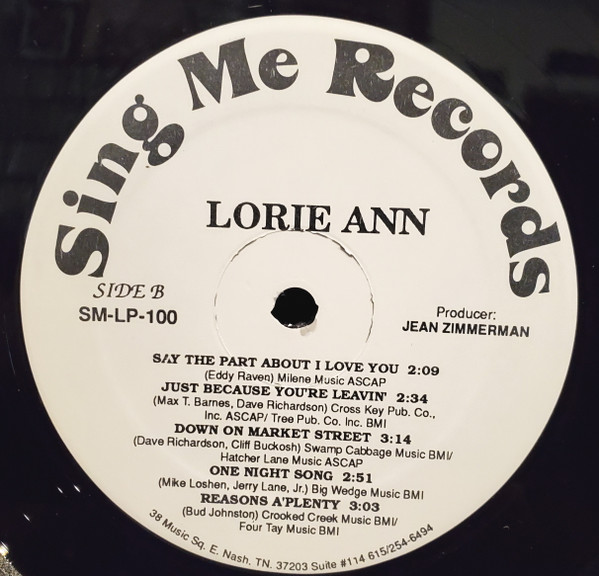 Sing Me Records
LORIE ANN
SIDE B
SM-LP-100
Producer:
JEAN ZIMMERMAN
SAY THE PART ABOUT I LOVE YOU 2:09
(Eddy Raven) Milene Music ASCAP
JUST BECAUSE YOU'RE LEAVIN' 2:34
(Max T. Barnes, Dave Richardson) Cross Key Pub. Co.,
Inc. ASCAP/ Tree Pub. Co. Inc. BMI
DOWN ON MARKET STREET 3:14
(Dave Richardson, Cliff Buckosh) Swamp Cabbage Music BMI/
Hatcher Lane Music ASCAP
ONE NIGHT SONG 2:51
(Mike Loshen, Jerry Lane, Jr.) Big Wedge Music BMI
REASONS A'PLENTY 3:03
(Bud Johnston) Crooked Creek Music BMI/
Four Tay Music BMI
38 Music Sq. E. Nash. TN. 37203 Suite #114 615/254-6494